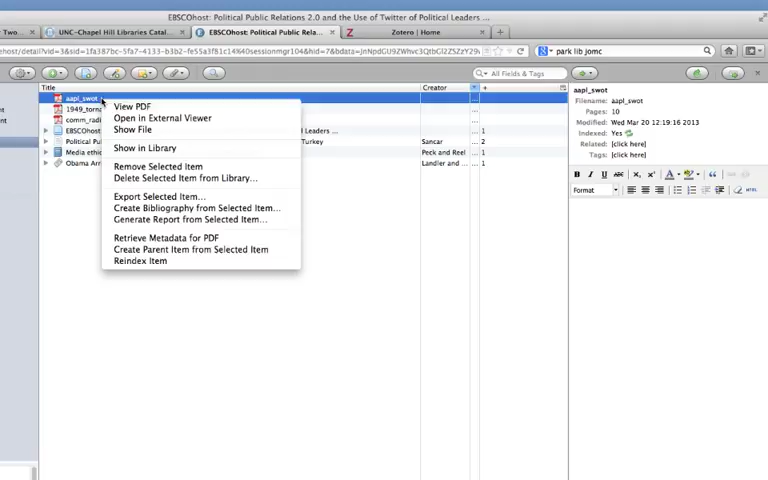 EBSCOhost: Political Public Relations 2.0 and the Use of Twitter of Political Leaders ...
UNC-Chapel Hill Libraries Catal...
EBSCOhost: Political Public Rela...
Zotero | Home
park lib jomc
All Fields & Tags
Title
Creator
aapl_swot
View PDF
Open in External Viewer
Show File
Show in Library
Remove Selected Item
Delete Selected Item from Library...
Export Selected Item...
Create Bibliography from Selected Item...
Generate Report from Selected Item...
Retrieve Metadata for PDF
Create Parent Item from Selected Item
Reindex Item
1949_torna
comm_radi
EBSCOho
Leaders ...
1
Political Pu
Turkey
Sancar
2
Media ethic
Peck and Reel
1
Obama Arr
Landler and ...
1
aapl_swot
Filename: aapl_swot
Pages: 10
Modified: Wed Mar 20 12:19:16 2013
Indexed: Yes
Related: [click here]
Tags: [click here]
B I U ABC X₂ X² A
Format
HTML